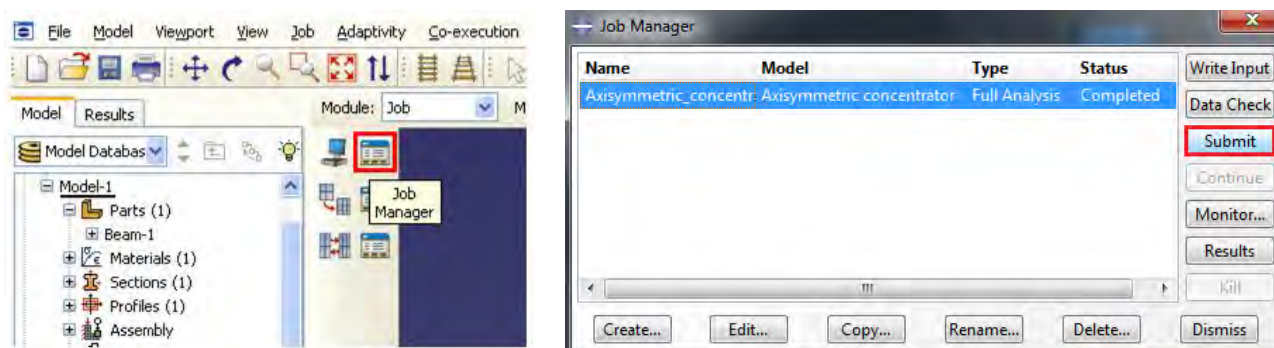 File Model Viewport View Job Adaptivity Co-execution
Model Results
Module: Job M
Model Databas
Model-1
Parts (1)
Beam-1
Materials (1)
Sections (1)
Profiles (1)
Assembly
Job
Manager
Job Manager
Name Model Type Status
Axisymmetric_concentr Axisymmetric concentrator Full Analysis Completed
Write Input
Data Check
Submit
Continue
Monitor...
Results
Kill
Create... Edit... Copy... Rename... Delete... Dismiss